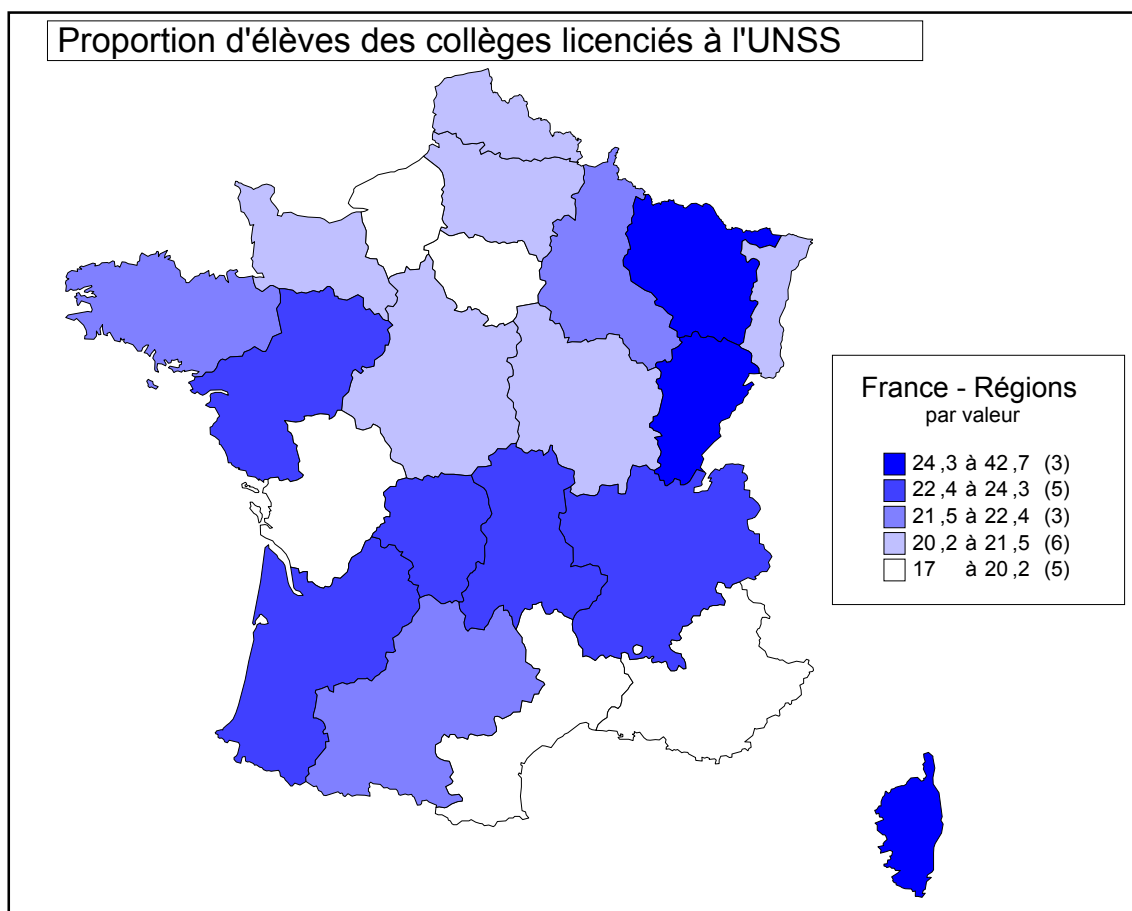 Proportion d'élèves des collèges licenciés à l'UNSS
France - Régions
par valeur
24 ,3 à 42 ,7 (3)
22 ,4 à 24 ,3 (5)
21 ,5 à 22 ,4 (3)
20 ,2 à 21 ,5 (6)
17 à 20 ,2 (5)